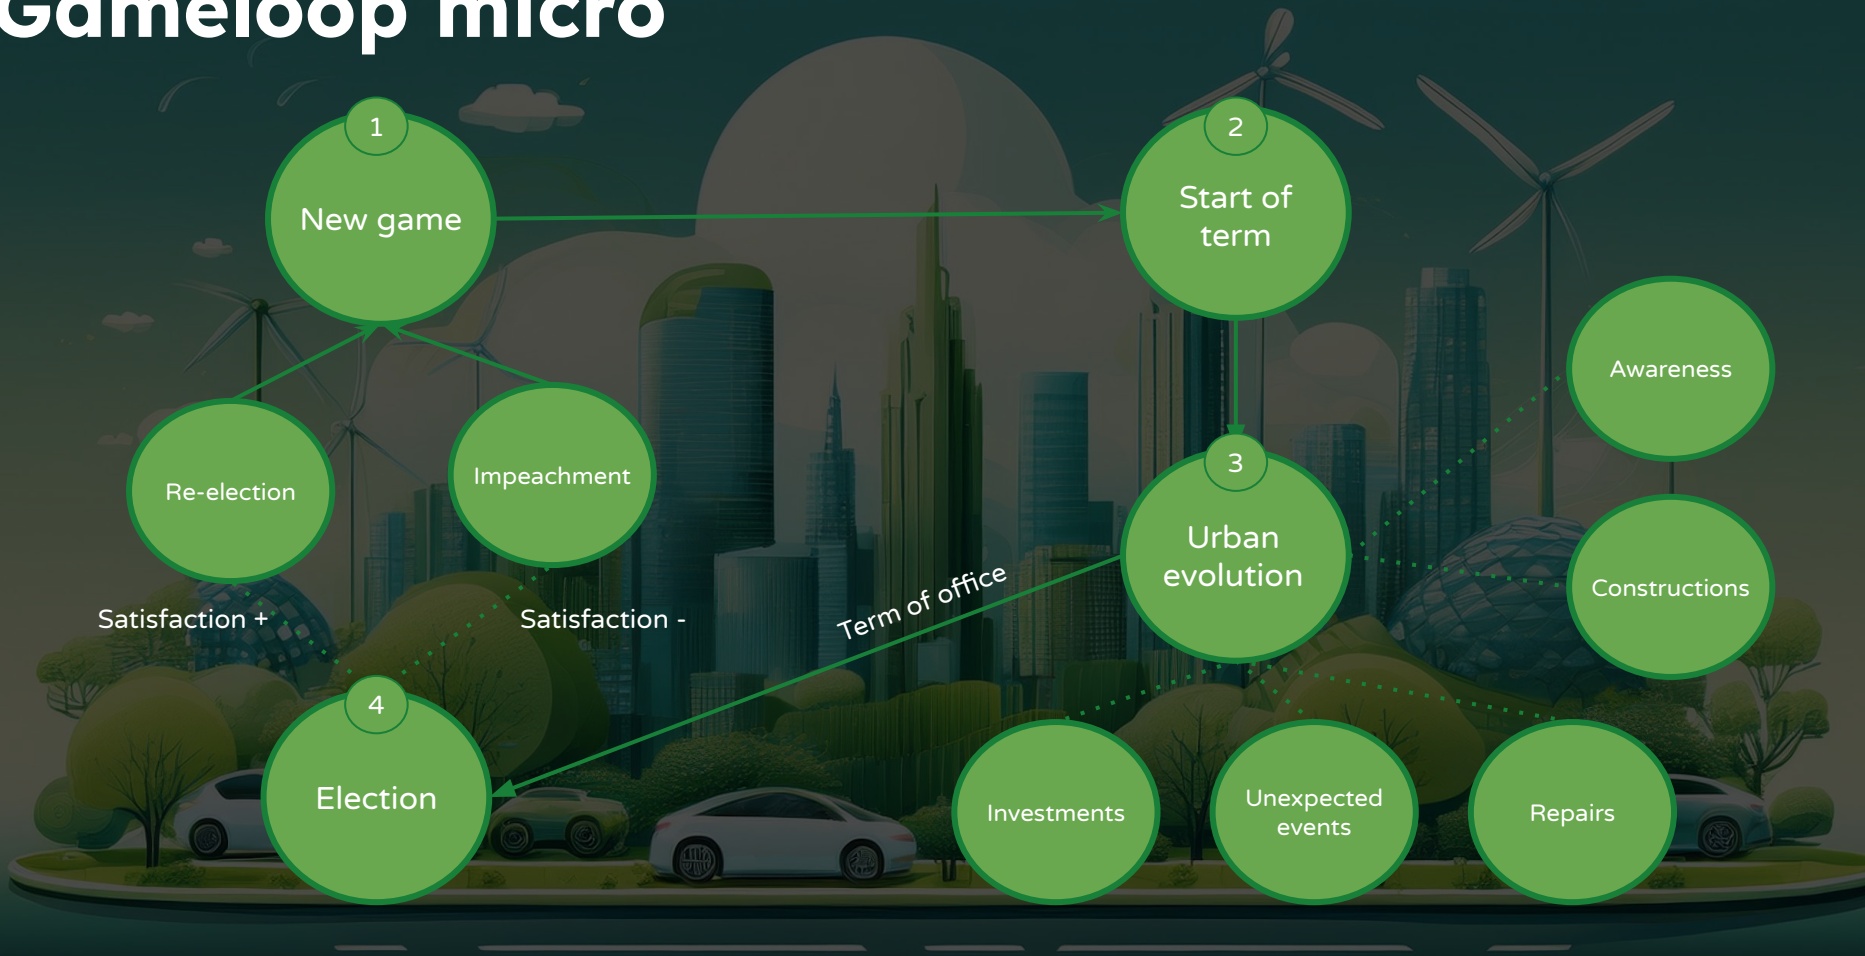 Gameloop micro
1
New game
2
Start of
term
Awareness
Re-election
Impeachment
3
Urban
evolution
Constructions
Satisfaction +
Satisfaction -
Term of office
4
Election
Investments
Unexpected
events
Repairs